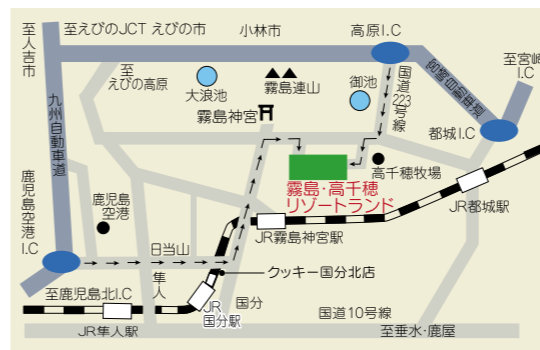 至えびのJCT えびの市
小林市
高原I.C
至人吉市
至
えびの高原
大浪池
霧島連山
御池
国道223号線
宮崎自動車道
至宮崎I.C
霧島神宮
都城I.C
九州自動車道
高千穂牧場
霧島・高千穂
リゾートランド
JR都城駅
鹿児島空港I.C
鹿児島
空港
日当山
JR霧島神宮駅
クッキー国分北店
隼人
至鹿児島北I.C
JR
国分駅
国分
国道10号線
JR隼人駅
至垂水・鹿屋